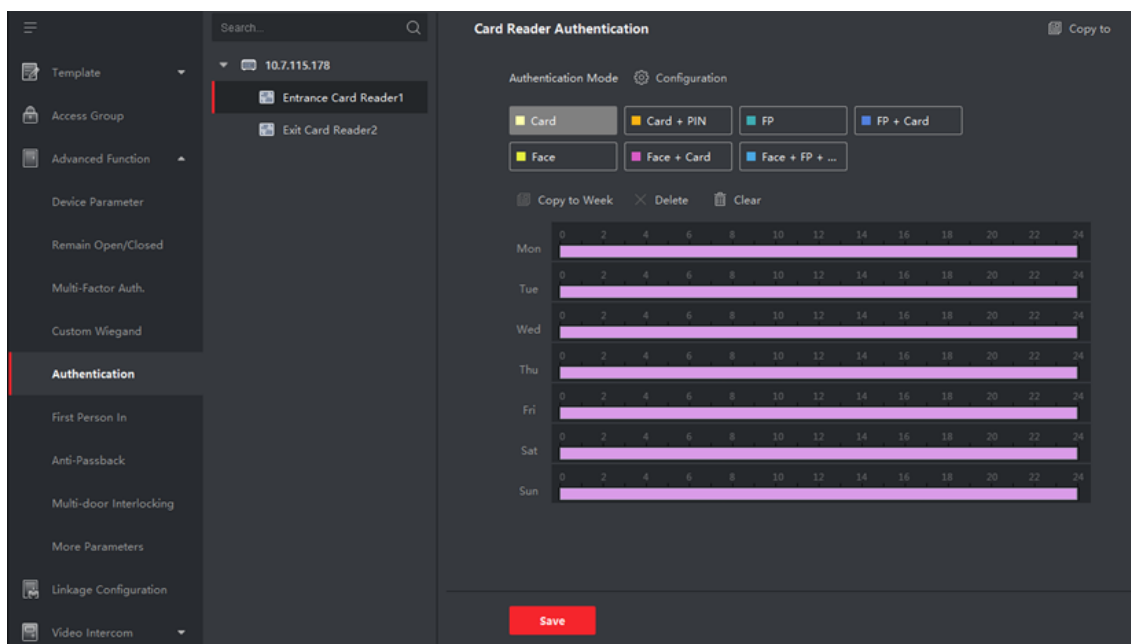 Template
Access Group
Advanced Function
Device Parameter
Remain Open/Closed
Multi-Factor Auth.
Custom Wiegand
Authentication
First Person In
Anti-Passback
Multi-door Interlocking
More Parameters
Linkage Configuration
Video Intercom
Search...
10.7.115.178
Entrance Card Reader1
Exit Card Reader2
Card Reader Authentication
Copy to
Authentication Mode Configuration
Card Card + PIN FP FP + Card
Face Face + Card Face + FP + ...
Copy to Week Delete Clear
0 2 4 6 8 10 12 14 16 18 20 22 24
Mon
0 2 4 6 8 10 12 14 16 18 20 22 24
Tue
0 2 4 6 8 10 12 14 16 18 20 22 24
Wed
0 2 4 6 8 10 12 14 16 18 20 22 24
Thu
0 2 4 6 8 10 12 14 16 18 20 22 24
Fri
0 2 4 6 8 10 12 14 16 18 20 22 24
Sat
0 2 4 6 8 10 12 14 16 18 20 22 24
Sun
Save